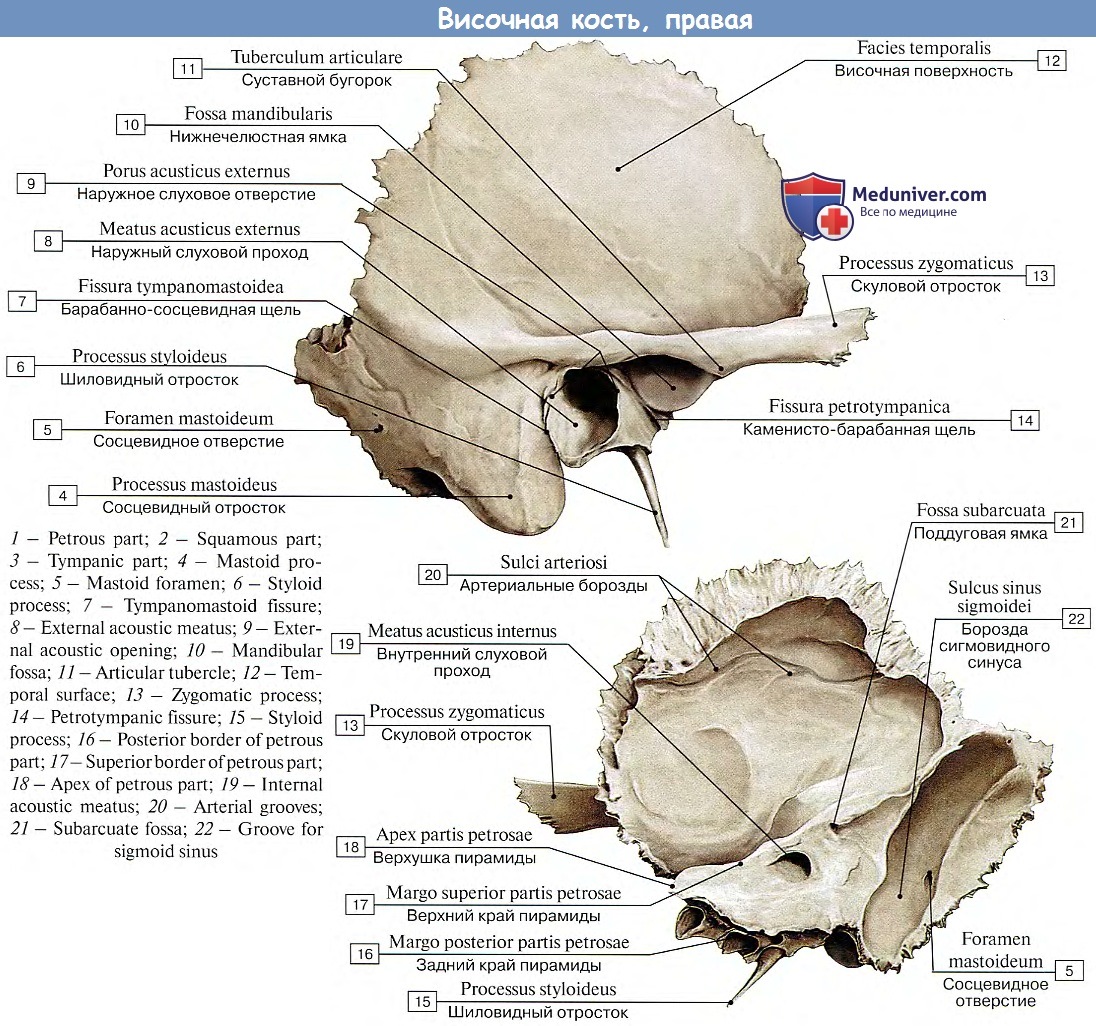 Височная кость, правая
11
Tuberculum articulare
Суставной бугорок
10
Fossa mandibularis
Нижнечелюстная ямка
9
Porus acusticus externus
Наружное слуховое отверстие
8
Meatus acusticus externus
Наружный слуховой проход
7
Fissura tympanomastoidea
Барабанно-сосцевидная щель
6
Processus styloideus
Шиловидный отросток
5
Foramen mastoideum
Сосцевидное отверстие
4
Processus mastoideus
Сосцевидный отросток
Facies temporalis
Височная поверхность
12
Meduniver.com
Все по медицине
Processus zygomaticus
Скуловой отросток
13
Fissura petrotympanica
Каменисто-барабанная щель
14
1 – Petrous part; 2 – Squamous part;
3 – Tympanic part; 4 – Mastoid pro-
cess; 5 – Mastoid foramen; 6 – Styloid
process; 7 – Tympanomastoid fissure;
8 – External acoustic meatus; 9 – Exter-
nal acoustic opening; 10 – Mandibular
fossa; 11 – Articular tubercle; 12 – Tem-
poral surface; 13 – Zygomatic process;
14 – Petrotympanic fissure; 15 – Styloid
process; 16 – Posterior border of petrous
part; 17 – Superior border of petrous part;
18 – Apex of petrous part; 19 – Internal
acoustic meatus; 20 – Arterial grooves;
21 – Subarcuate fossa; 22 – Groove for
sigmoid sinus
20
Sulci arteriosi
Артериальные борозды
19
Meatus acusticus internus
Внутренний слуховой
проход
13
Processus zygomaticus
Скуловой отросток
18
Apex partis petrosae
Верхушка пирамиды
17
Margo superior partis petrosae
Верхний край пирамиды
16
Margo posterior partis petrosae
Задний край пирамиды
15
Processus styloideus
Шиловидный отросток
Fossa subarcuata
Поддуговая ямка
21
Sulcus sinus
sigmoidei
Борозда
сигмовидного
синуса
22
Foramen
mastoideum
Сосцевидное
отверстие
5